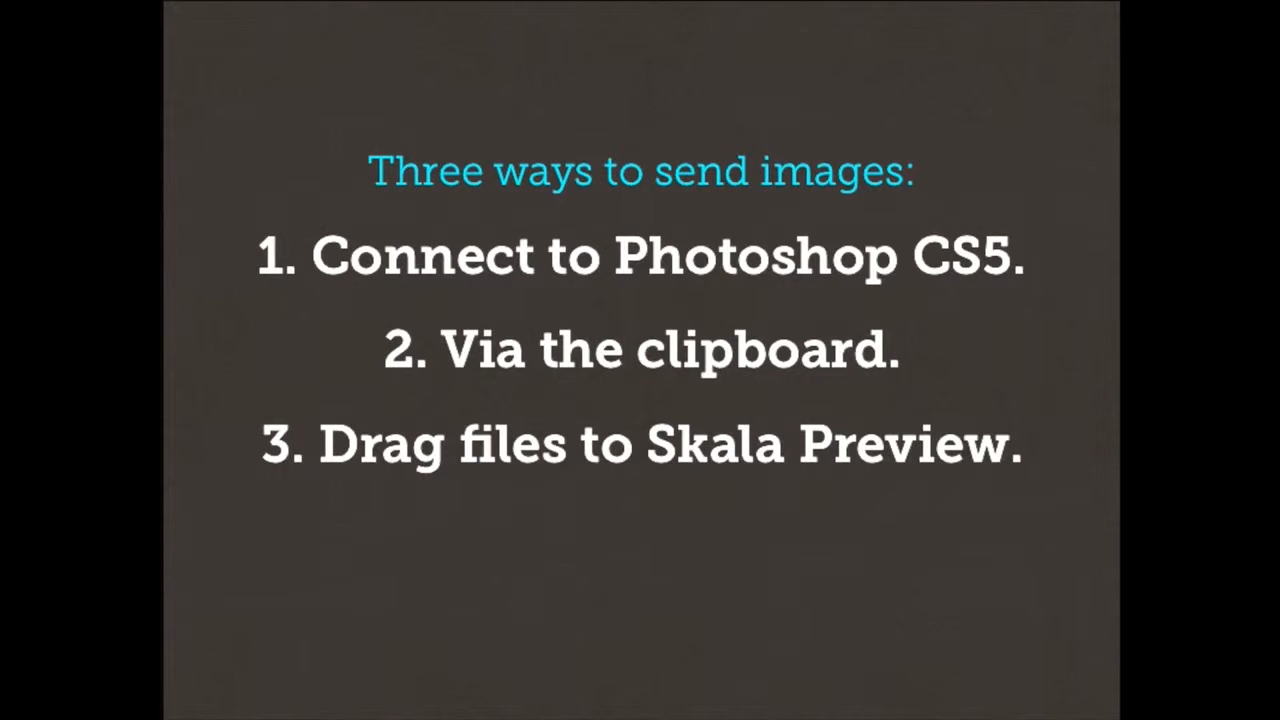 Three ways to send images:
1. Connect to Photoshop CS5.
2. Via the clipboard.
3. Drag files to Skala Preview.